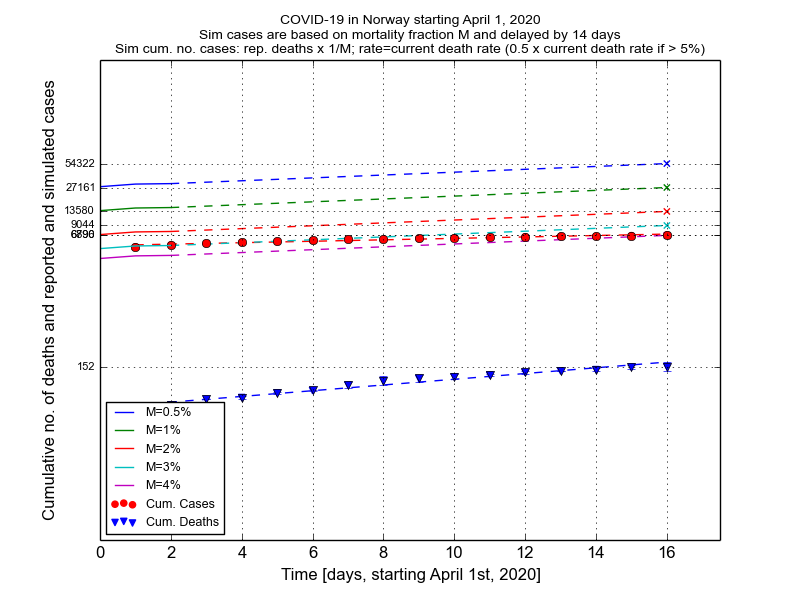 COVID-19 in Norway starting April 1, 2020
Sim cases are based on mortality fraction M and delayed by 14 days
Sim cum. no. cases: rep. deaths x 1/M; rate=current death rate (0.5 x current death rate if > 5%)
Cumulative no. of deaths and reported and simulated cases
54322
27161
13580
9044
152
M=0.5%
M=1%
M=2%
M=3%
M=4%
Cum. Cases
Cum. Deaths
0 2 4 6 8 10 12 14 16
Time [days, starting April 1st, 2020]